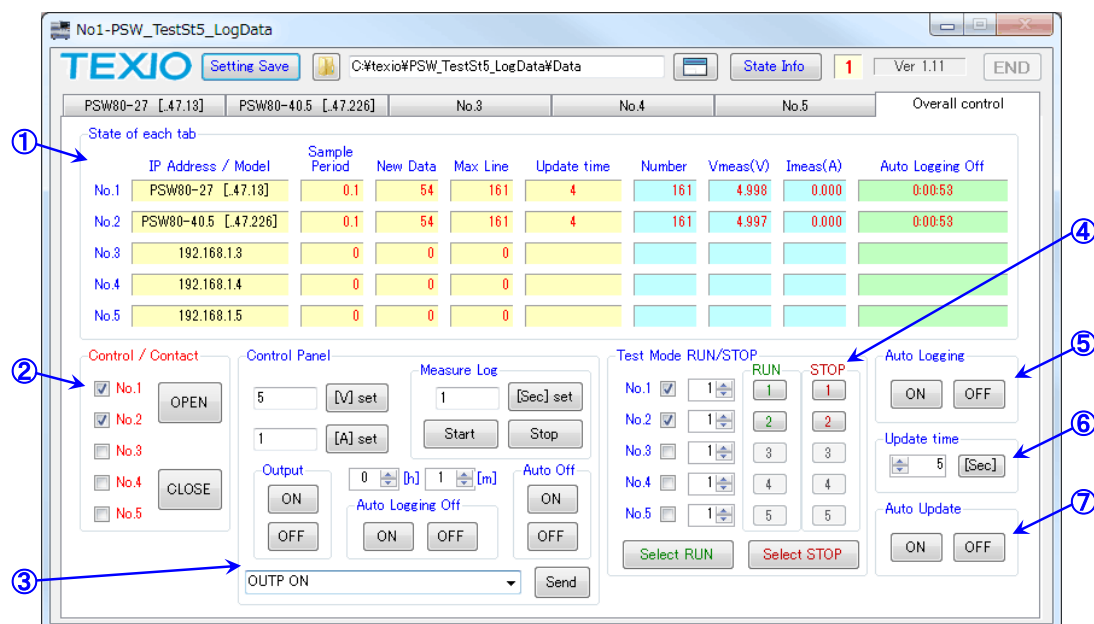 No1-PSW_TestSt5_LogData
TEXIO Setting Save C:¥texio¥PSW_TestSt5_LogData¥Data State Info 1 Ver 1.11 END
PSW80-27 [..47.13] PSW80-40.5 [..47.226] No.3 No.4 No.5 Overall control
① State of each tab
IP Address / Model Sample Period New Data Max Line Update time Number Vmeas(V) Imeas(A) Auto Logging Off
No.1 PSW80-27 [..47.13] 0.1 54 161 4 161 4.998 0.000 0:00:53
No.2 PSW80-40.5 [..47.226] 0.1 54 161 4 161 4.997 0.000 0:00:53
No.3 192.168.1.3 0 0 0
No.4 192.168.1.4 0 0 0
No.5 192.168.1.5 0 0 0
②
Control / Contact
No.1
No.2
No.3
No.4
No.5
OPEN
CLOSE
③
Control Panel
5 [V] set
1 [A] set
Measure Log
1 [Sec] set
Start Stop
Output
ON
OFF
0 [h] 1 [m]
Auto Logging Off
ON OFF
Auto Off
ON
OFF
OUTP ON Send
④
Test Mode RUN/STOP
RUN STOP
No.1 1 1 1
No.2 1 2 2
No.3 1 3 3
No.4 1 4 4
No.5 1 5 5
Select RUN Select STOP
⑤
Auto Logging
ON OFF
⑥
Update time
5 [Sec]
⑦
Auto Update
ON OFF